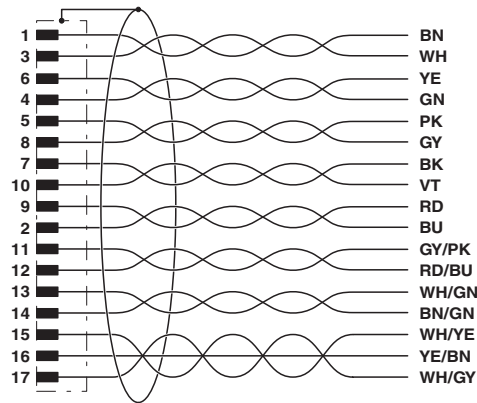 1 BN
3 WH
6 YE
4 GN
5 PK
8 GY
7 BK
10 VT
9 RD
2 BU
11 GY/PK
12 RD/BU
13 WH/GN
14 BN/GN
15 WH/YE
16 YE/BN
17 WH/GY